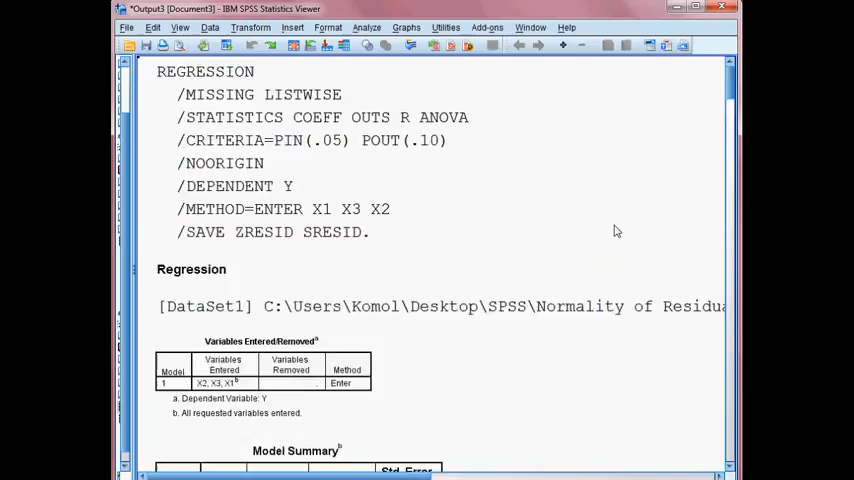 *Output3 [Document3] - IBM SPSS Statistics Viewer
File Edit View Data Transform Insert Format Analyze Graphs Utilities Add-ons Window Help
REGRESSION
/MISSING LISTWISE
/STATISTICS COEFF OUTS R ANOVA
/CRITERIA=PIN(.05) POUT(.10)
/NOORIGIN
/DEPENDENT Y
/METHOD=ENTER X1 X3 X2
/SAVE ZRESID SRESID.
Regression
[DataSet1] C:\Users\Komol\Desktop\SPSS\Normality of Residua
Variables Entered/Removedᵃ
Model Variables Entered Variables Removed Method
1 X2, X3, X1ᵇ . Enter
a. Dependent Variable: Y
b. All requested variables entered.
Model Summaryᵇ
Std. Error